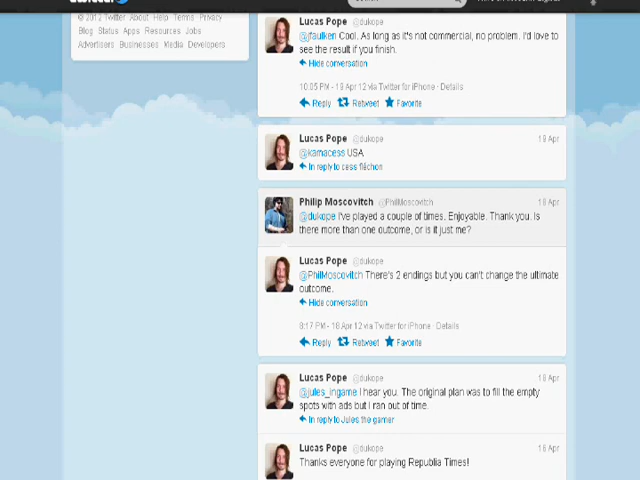 © 2012 Twitter About Help Terms Privacy
Blog Status Apps Resources Jobs
Advertisers Businesses Media Developers
Lucas Pope @dukope
@jfaulken Cool. As long as it's not commercial, no problem. I'd love to
see the result if you finish.
Hide conversation
10:05 PM - 19 Apr 12 via Twitter for iPhone · Details
Reply Retweet Favorite
Lucas Pope @dukope 19 Apr
@kamacess USA
In reply to cess fléchon
Philip Moscovitch @PhilMoscovitch 18 Apr
@dukope I've played a couple of times. Enjoyable. Thank you. Is
there more than one outcome, or is it just me?
Lucas Pope @dukope
@PhilMoscovitch There's 2 endings but you can't change the ultimate
outcome.
Hide conversation
8:17 PM - 18 Apr 12 via Twitter for iPhone · Details
Reply Retweet Favorite
Lucas Pope @dukope 18 Apr
@jules_ingame I hear you. The original plan was to fill the empty
spots with ads but I ran out of time.
In reply to Jules the gamer
Lucas Pope @dukope 18 Apr
Thanks everyone for playing Republia Times!